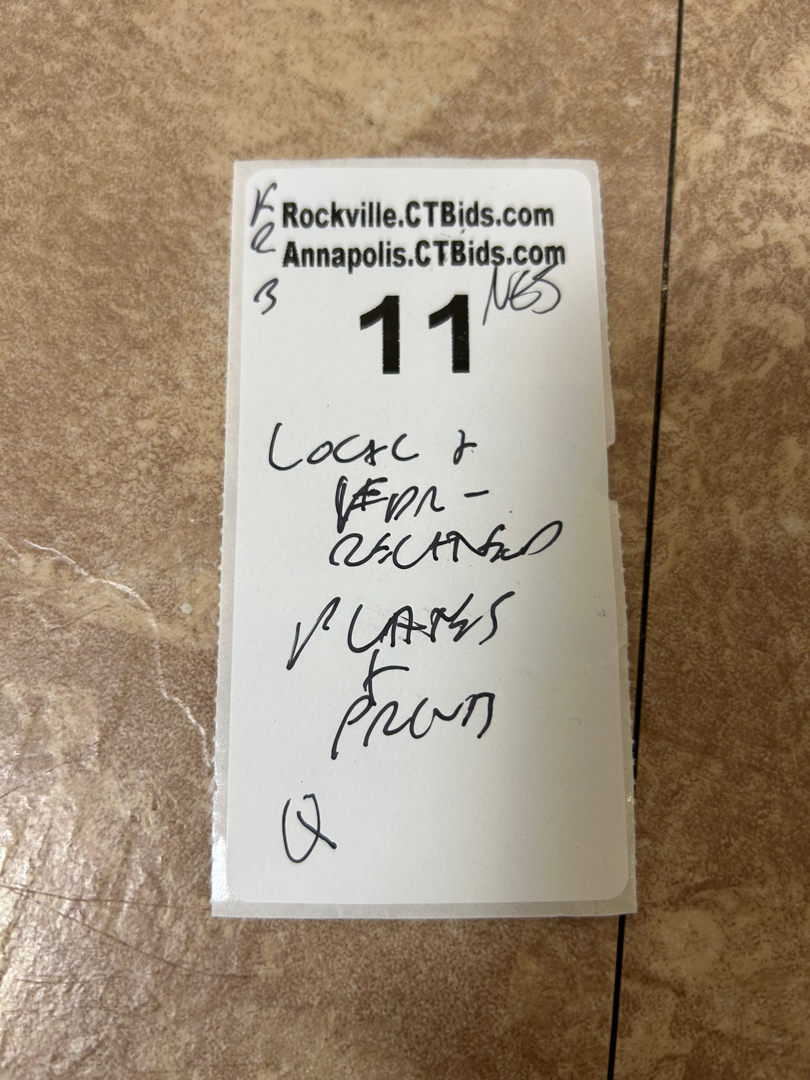 K Rockville.CTBids.com
R Annapolis.CTBids.com
B
11
LOCAL &
PLATES
&
PRINTS
Q